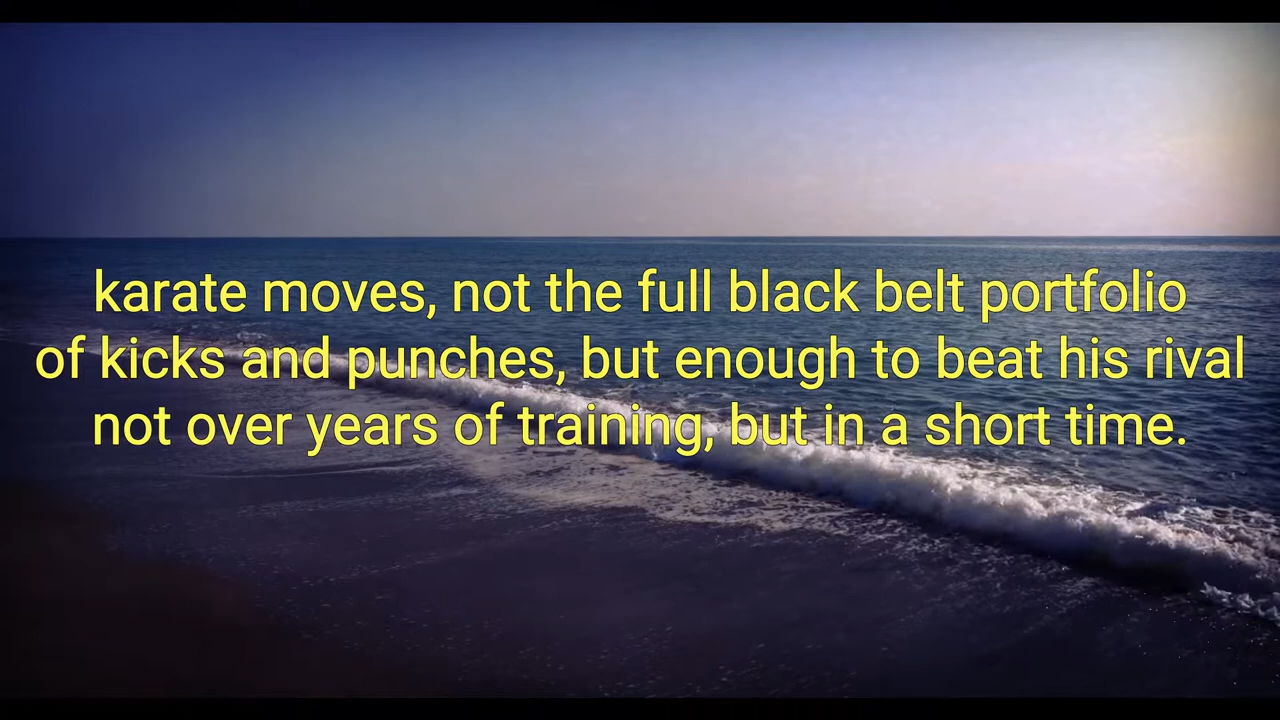 karate moves, not the full black belt portfolio
of kicks and punches, but enough to beat his rival
not over years of training, but in a short time.